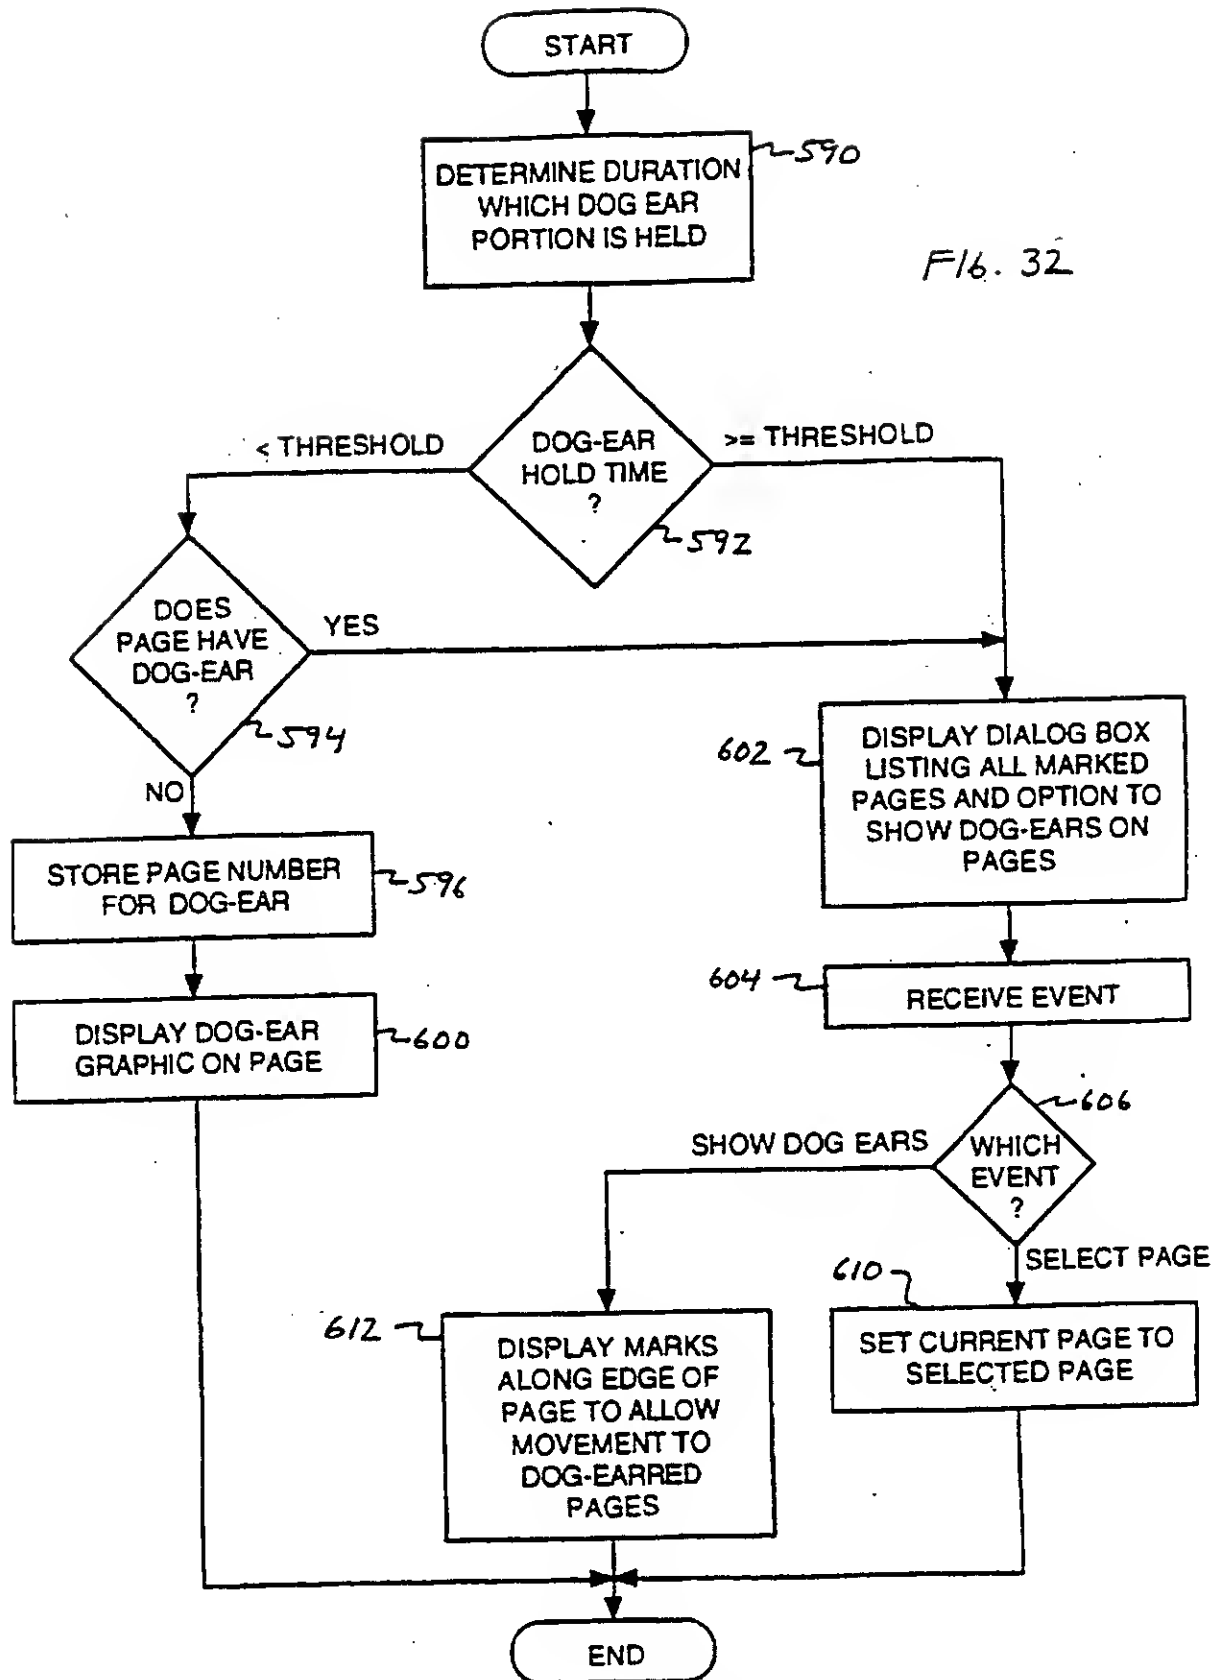 START
DETERMINE DURATION
WHICH DOG EAR
PORTION IS HELD
590
FIG. 32
< THRESHOLD
DOG-EAR
HOLD TIME
?
>= THRESHOLD
592
DOES
PAGE HAVE
DOG-EAR
?
YES
594
NO
602
DISPLAY DIALOG BOX
LISTING ALL MARKED
PAGES AND OPTION TO
SHOW DOG-EARS ON
PAGES
STORE PAGE NUMBER
FOR DOG-EAR
596
604
RECEIVE EVENT
DISPLAY DOG-EAR
GRAPHIC ON PAGE
600
606
SHOW DOG EARS
WHICH
EVENT
?
SELECT PAGE
610
612
DISPLAY MARKS
ALONG EDGE OF
PAGE TO ALLOW
MOVEMENT TO
DOG-EARRED
PAGES
SET CURRENT PAGE TO
SELECTED PAGE
END